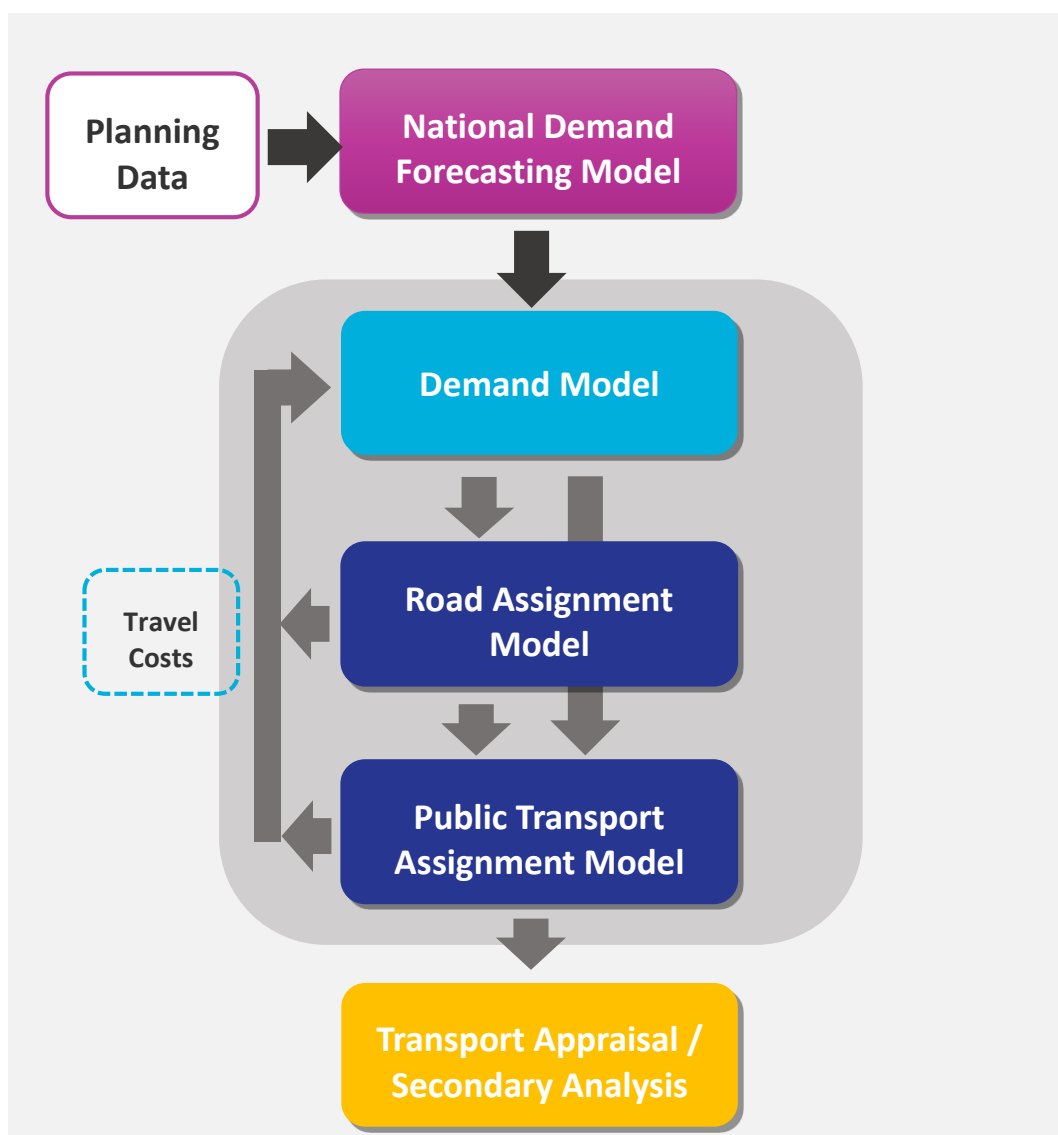 Planning
Data
National Demand
Forecasting Model
Demand Model
Road Assignment
Model
Travel
Costs
Public Transport
Assignment Model
Transport Appraisal /
Secondary Analysis